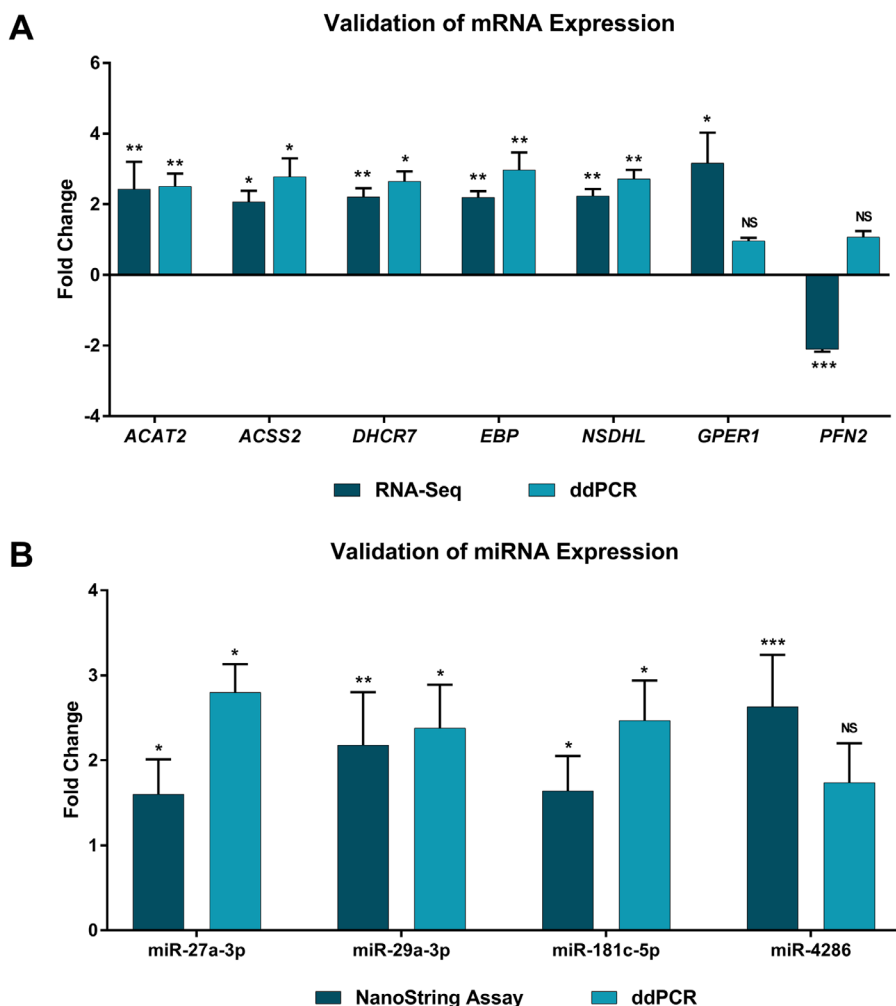 A
Validation of mRNA Expression
Fold Change
6
4
2
0
-2
-4
** ** * * ** * ** ** ** ** * NS *** NS
ACAT2 ACSS2 DHCR7 EBP NSDHL GPER1 PFN2
RNA-Seq ddPCR
B
Validation of miRNA Expression
Fold Change
4
3
2
1
0
* * ** * * * *** NS
miR-27a-3p miR-29a-3p miR-181c-5p miR-4286
NanoString Assay ddPCR